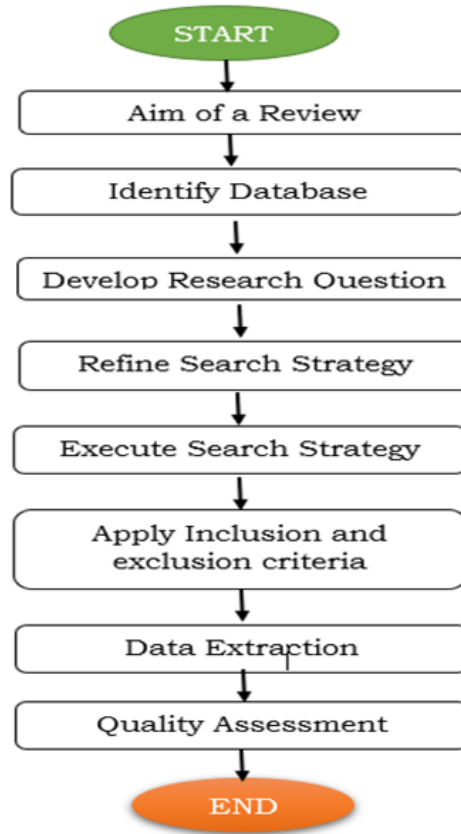 START
Aim of a Review
Identify Database
Develop Research Question
Refine Search Strategy
Execute Search Strategy
Apply Inclusion and
exclusion criteria
Data Extraction
Quality Assessment
END